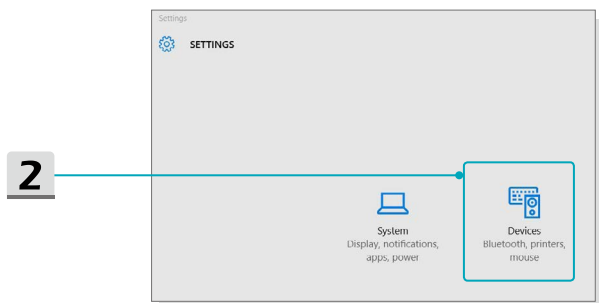 Settings
SETTINGS
2
System
Display, notifications,
apps, power
Devices
Bluetooth, printers,
mouse